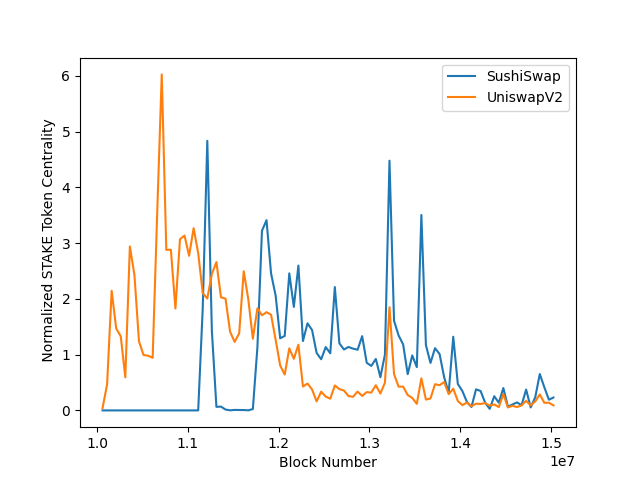 SushiSwap
UniswapV2
Normalized STAKE Token Centrality
6
5
4
3
2
1
0
1.0
1.1
1.2
1.3
1.4
1.5
1e7
Block Number